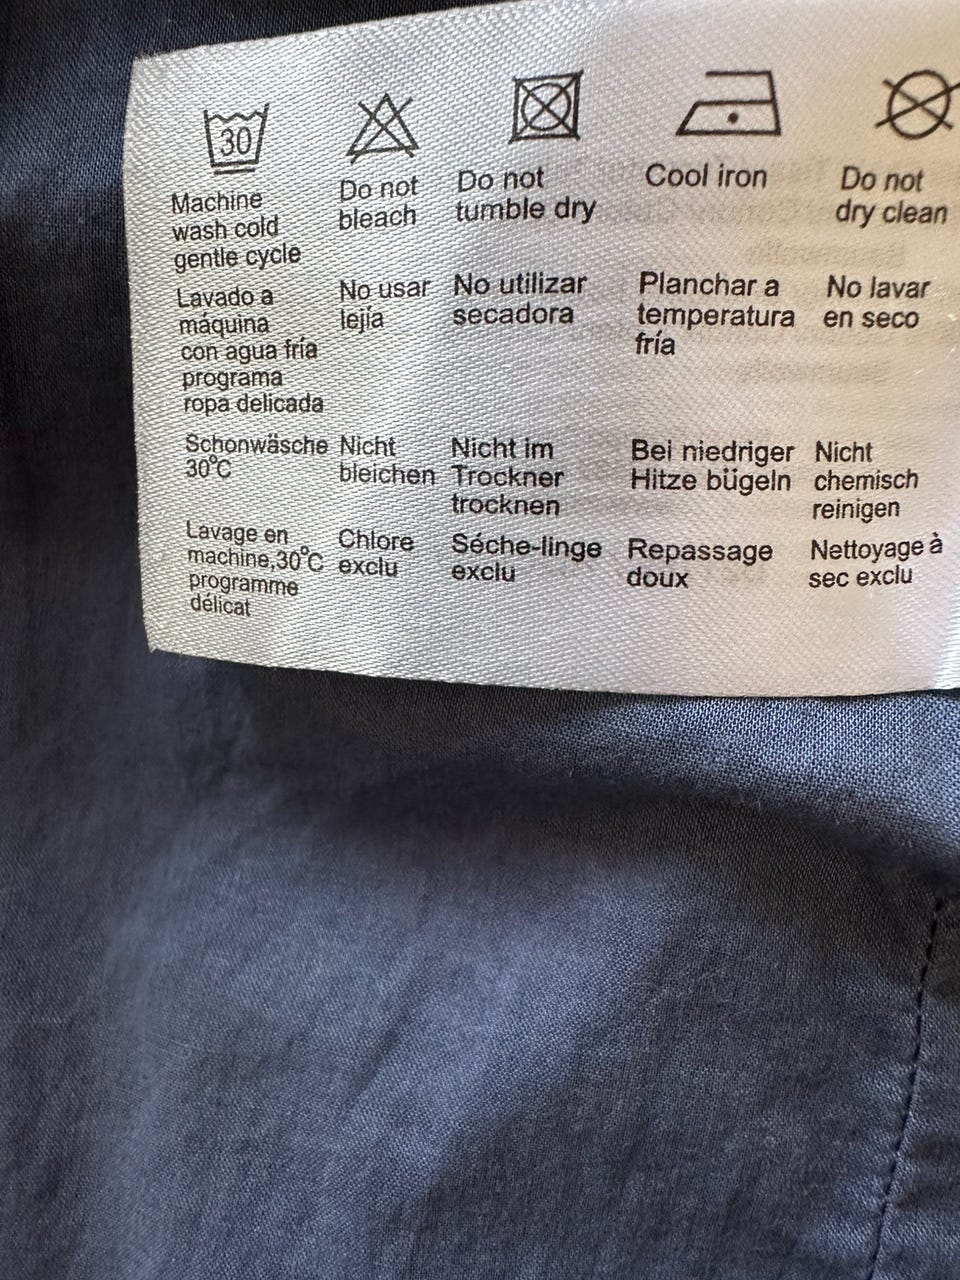 30
Machine
wash cold
gentle cycle
Do not
bleach
Do not
tumble dry
Cool iron
Do not
dry clean
Lavado a
máquina
con agua fría
programa
ropa delicada
No usar
lejía
No utilizar
secadora
Planchar a
temperatura
fría
No lavar
en seco
Schonwäsche
30°C
Nicht
bleichen
Nicht im
Trockner
trocknen
Bei niedriger
Hitze bügeln
Nicht
chemisch
reinigen
Lavage en
machine,30°C
programme
délicat
Chlore
exclu
Séche-linge
exclu
Repassage
doux
Nettoyage à
sec exclu